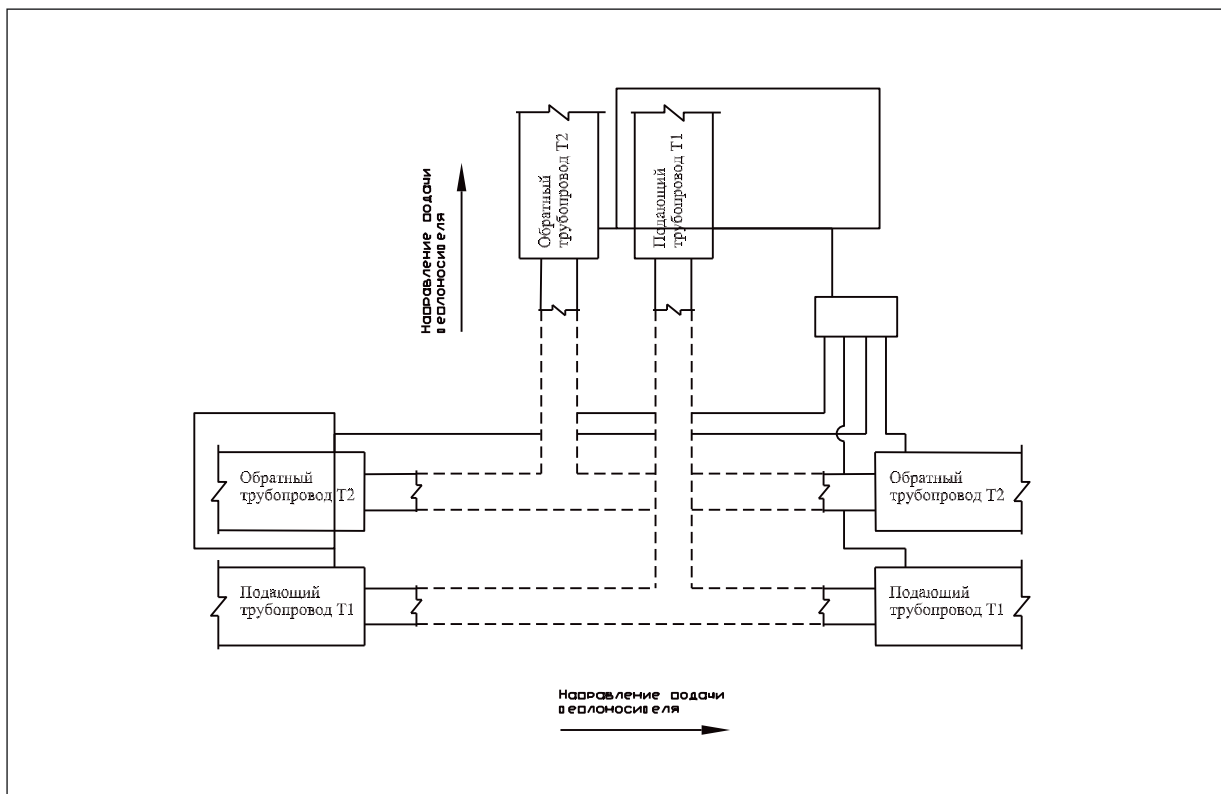 Обратный
трубопровод Т2
Подающий
трубопровод Т1
Направление подачи
теплоносителя
Обратный
трубопровод Т2
Обратный
трубопровод Т2
Подающий
трубопровод Т1
Подающий
трубопровод Т1
Направление подачи
теплоносителя